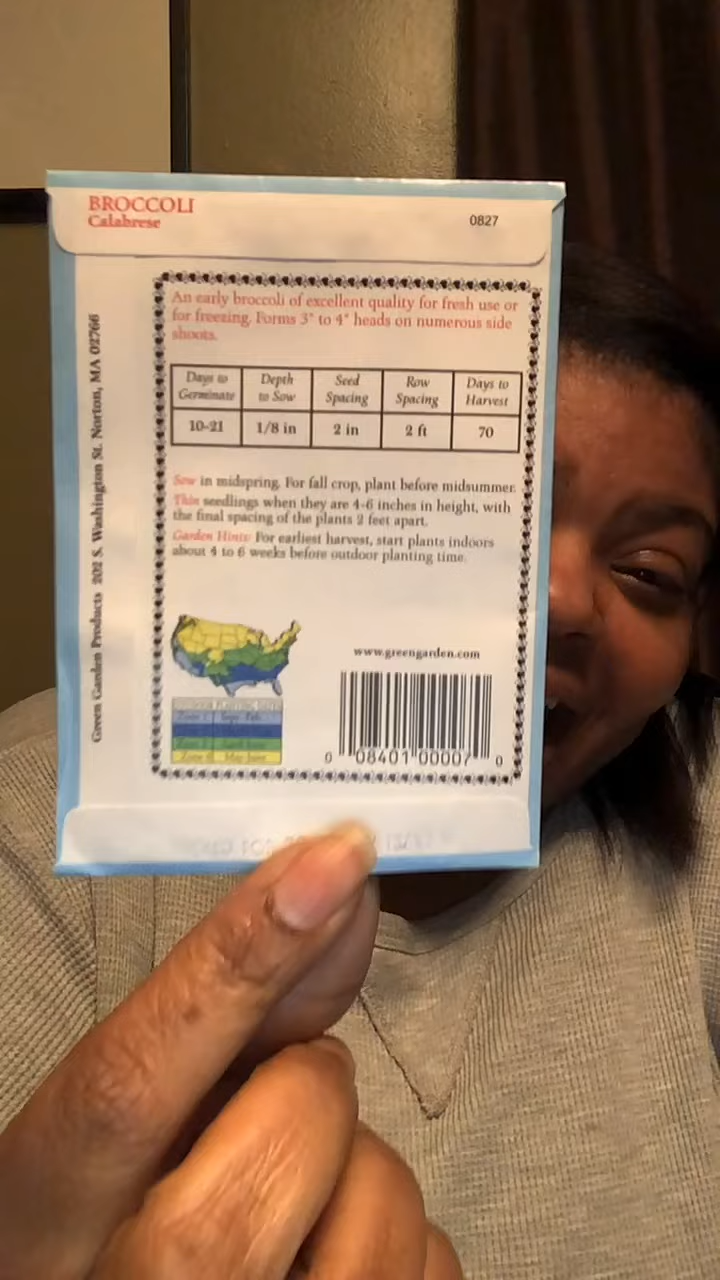 BROCCOLI
Calabrese
0827
An early broccoli of excellent quality for fresh use or
for freezing. Forms 3" to 4" heads on numerous side
shoots.
Days to Germinate Depth to Sow Seed Spacing Row Spacing Days to Harvest
10-21 1/8 in 2 in 2 ft 70
Sow in midspring. For fall crop, plant before midsummer.
Thin seedlings when they are 4-6 inches in height, with
the final spacing of the plants 2 feet apart.
Garden Hints: For earliest harvest, start plants indoors
about 4 to 6 weeks before outdoor planting time.
www.greengarden.com
0 08401 00007 0
Green Garden Products 202 S. Washington St. Norton, MA 02766